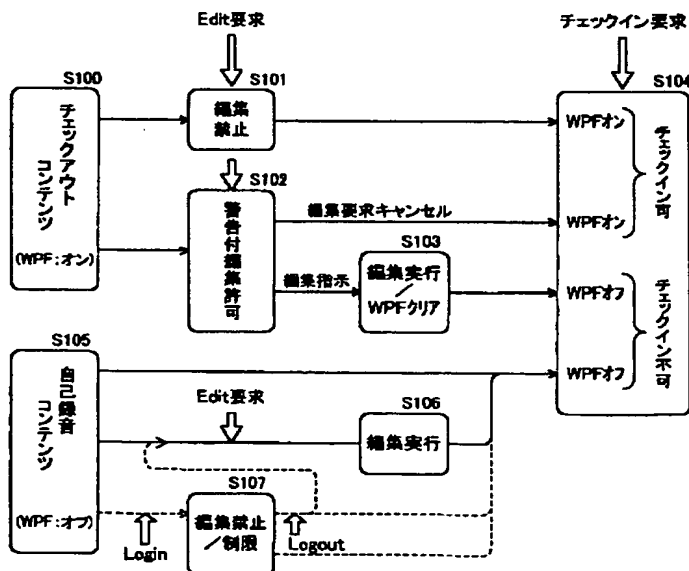 Edit要求
チェックイン要求
S100
S101
S104
チェックアウト
コンテンツ
(WPF:オン)
編集
禁止
WPFオン
S102
警告付編集許可
編集要求キャンセル
WPFオン
チェックイン可
S103
編集指示
編集実行
/
WPFクリア
WPFオフ
WPFオフ
チェックイン不可
S105
自己録音
コンテンツ
(WPF:オフ)
Edit要求
S106
編集実行
S107
編集禁止
/制限
Login
Logout